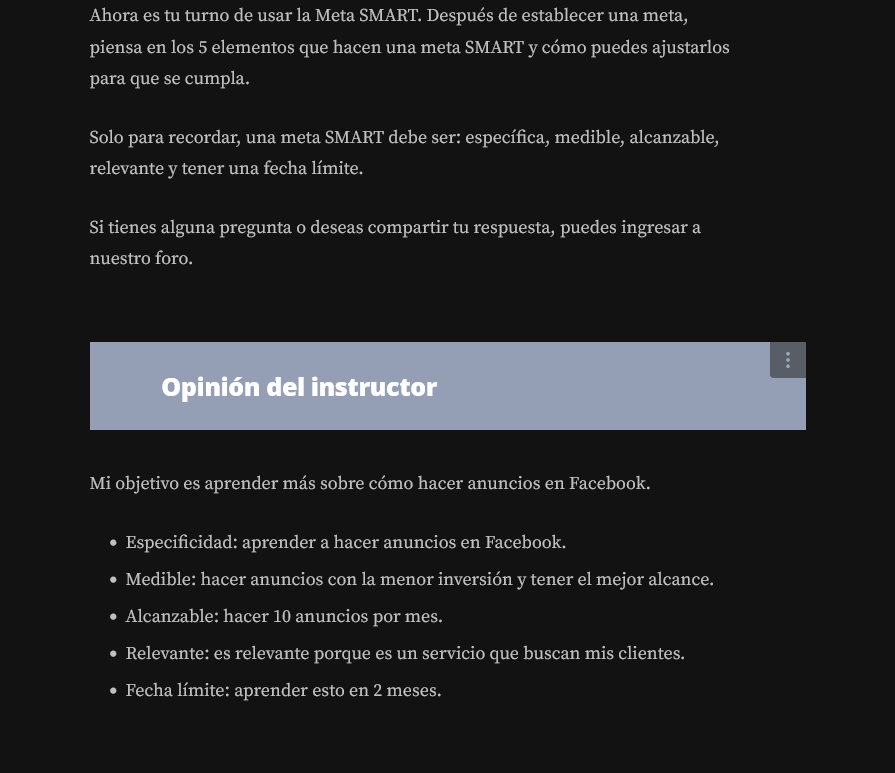 Ahora es tu turno de usar la Meta SMART. Después de establecer una meta,
piensa en los 5 elementos que hacen una meta SMART y cómo puedes ajustarlos
para que se cumpla.
Solo para recordar, una meta SMART debe ser: específica, medible, alcanzable,
relevante y tener una fecha límite.
Si tienes alguna pregunta o deseas compartir tu respuesta, puedes ingresar a
nuestro foro.
Opinión del instructor
Mi objetivo es aprender más sobre cómo hacer anuncios en Facebook.
• Especificidad: aprender a hacer anuncios en Facebook.
• Medible: hacer anuncios con la menor inversión y tener el mejor alcance.
• Alcanzable: hacer 10 anuncios por mes.
• Relevante: es relevante porque es un servicio que buscan mis clientes.
• Fecha límite: aprender esto en 2 meses.